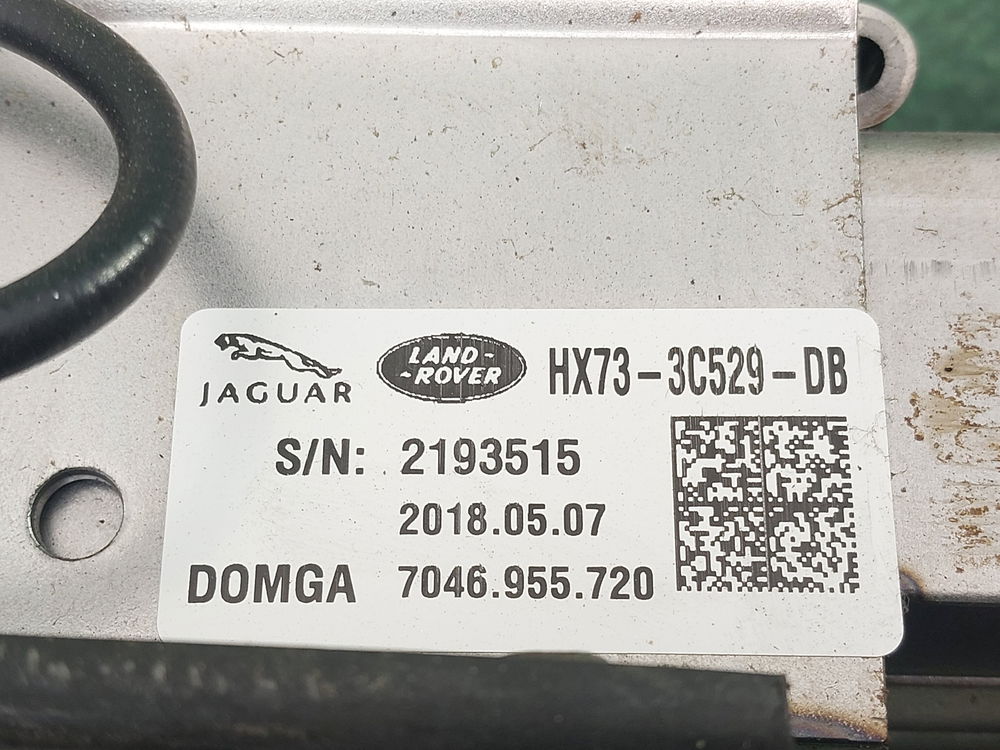 JAGUAR LAND-
-ROVER HX73-3C529-DB
S/N: 2193515
2018.05.07
DOMGA 7046.955.720